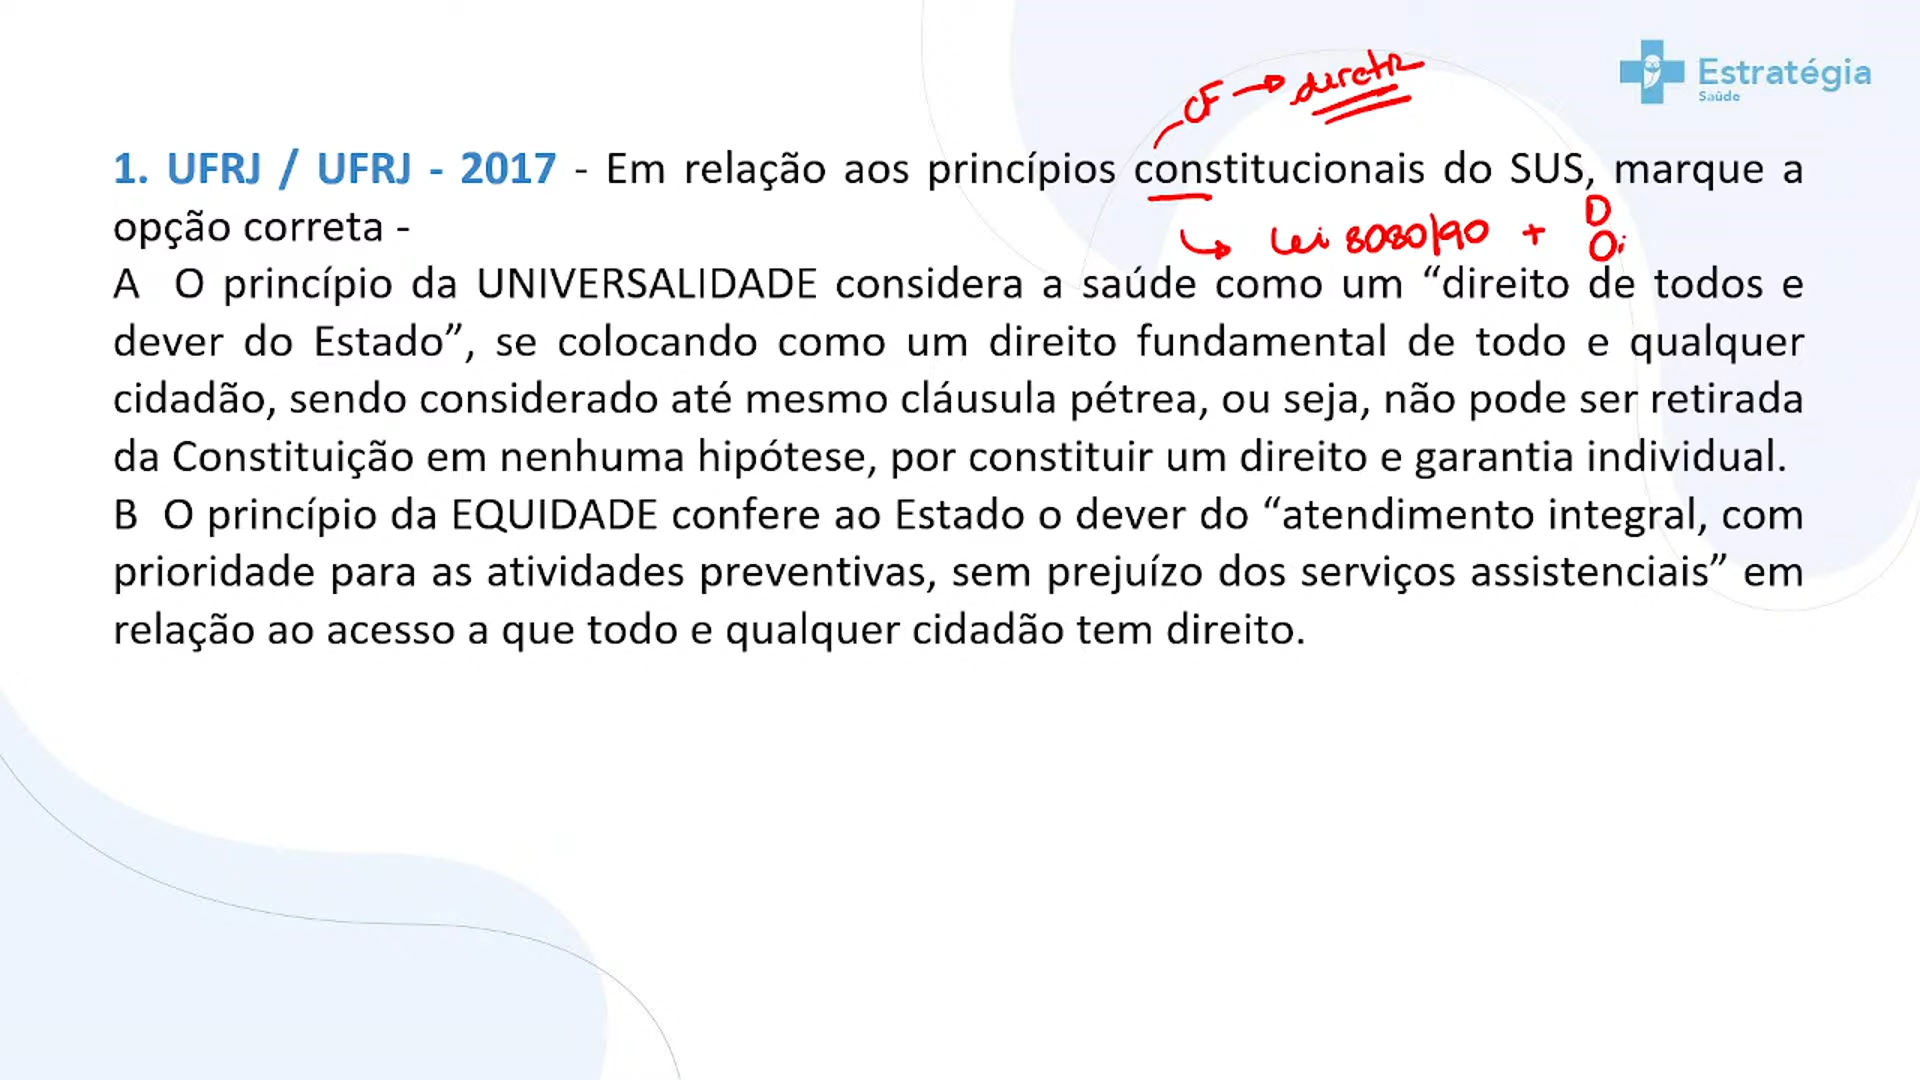 Estratégia
Saúde
CF → diretr
1. UFRJ / UFRJ - 2017 - Em relação aos princípios constitucionais do SUS, marque a
opção correta -
Lei 8080/90 + D
O.
A O princípio da UNIVERSALIDADE considera a saúde como um “direito de todos e
dever do Estado”, se colocando como um direito fundamental de todo e qualquer
cidadão, sendo considerado até mesmo cláusula pétrea, ou seja, não pode ser retirada
da Constituição em nenhuma hipótese, por constituir um direito e garantia individual.
B O princípio da EQUIDADE confere ao Estado o dever do “atendimento integral, com
prioridade para as atividades preventivas, sem prejuízo dos serviços assistenciais” em
relação ao acesso a que todo e qualquer cidadão tem direito.